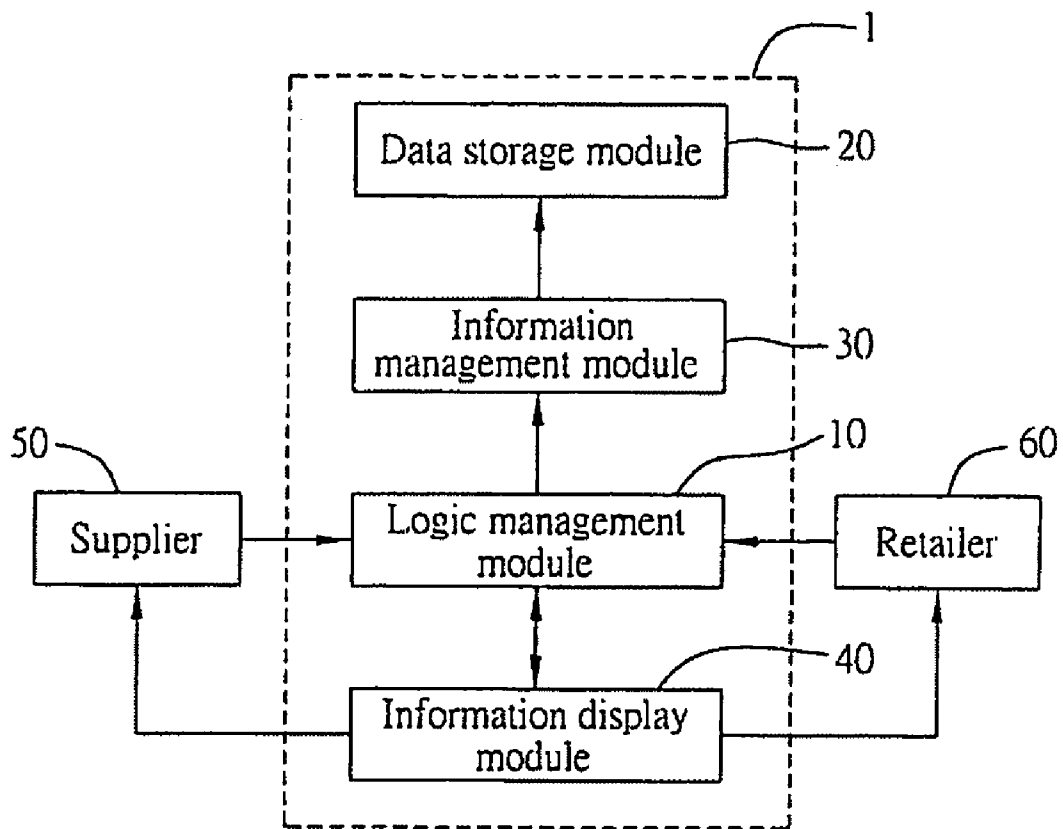 1
Data storage module
20
Information
management module
30
50
10
60
Supplier
Logic management
module
Retailer
40
Information display
module